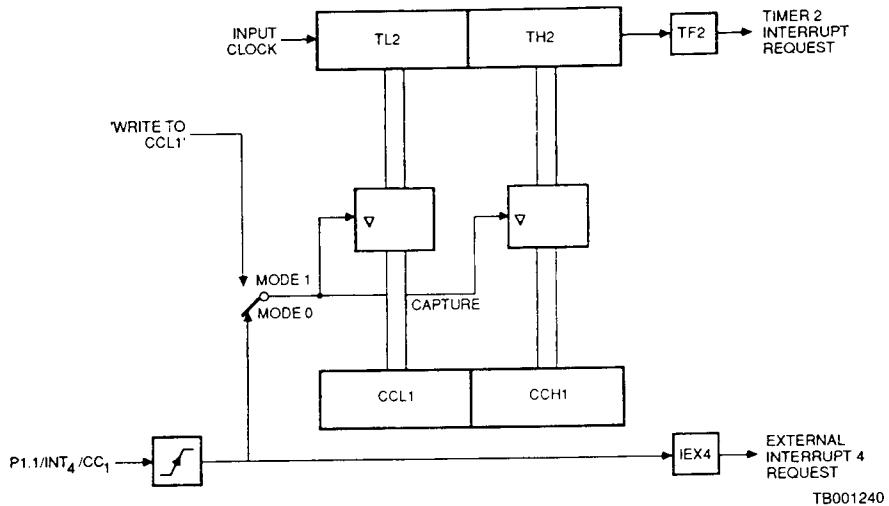 INPUT
CLOCK
TL2
TH2
TF2
TIMER 2
INTERRUPT
REQUEST
'WRITE TO
CCL1'
MODE 1
MODE 0
CAPTURE
CCL1
CCH1
P1.1/INT4/CC1
IEX4
EXTERNAL
INTERRUPT 4
REQUEST
TB001240